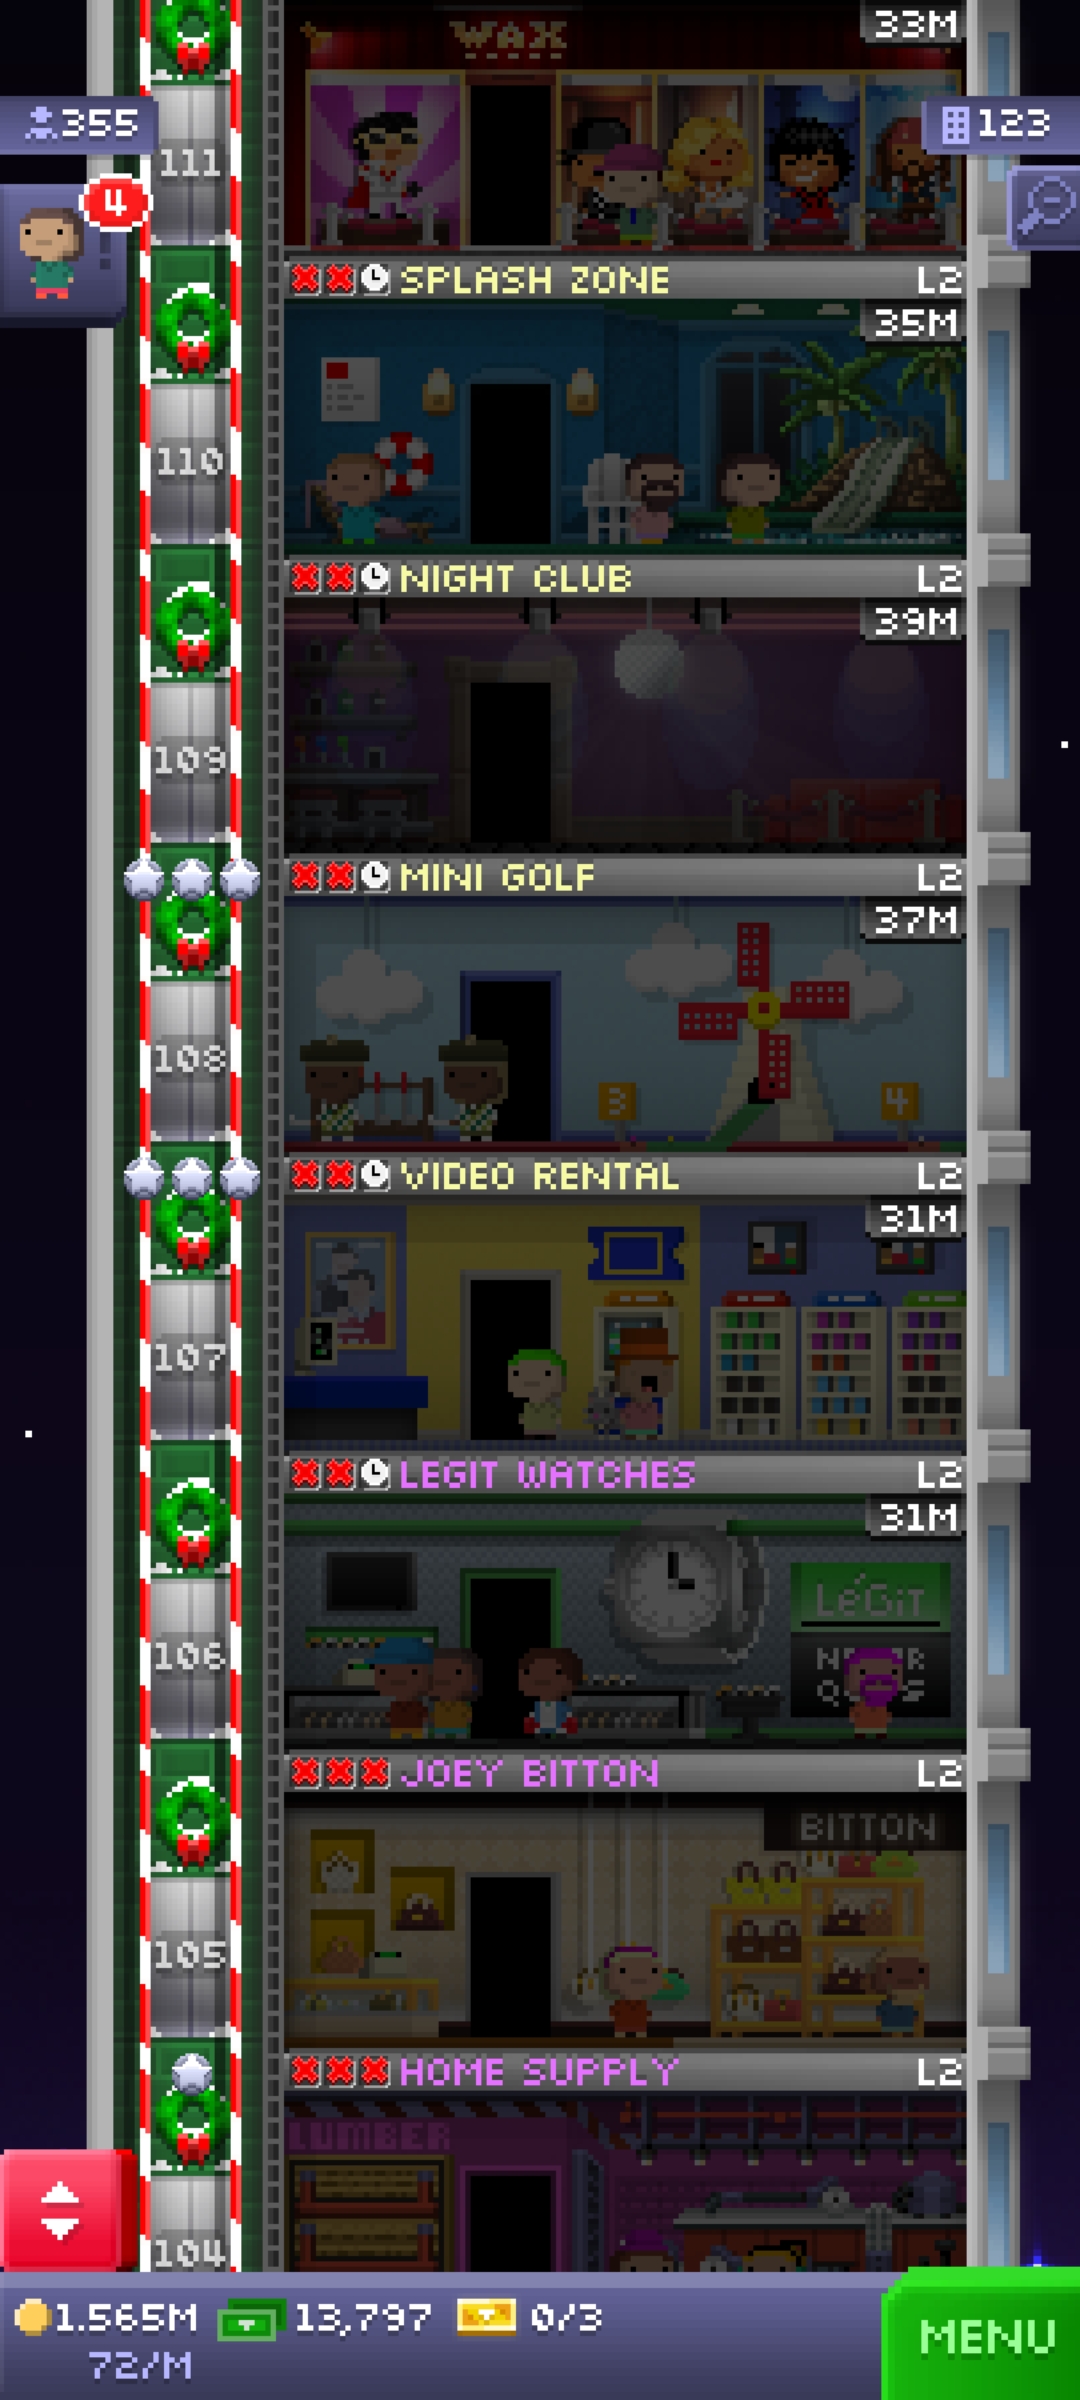 WAX
33M
355
123
111
4
SPLASH ZONE L2
35M
110
NIGHT CLUB L2
39M
109
MINI GOLF L2
37M
108
3 4
VIDEO RENTAL L2
31M
107
LEGIT WATCHES L2
31M
LéGiT
106
JOEY BITTON L2
BITTON
105
HOME SUPPLY L2
LUMBER
104
1.565M 13,797 0/3
72/M
MENU